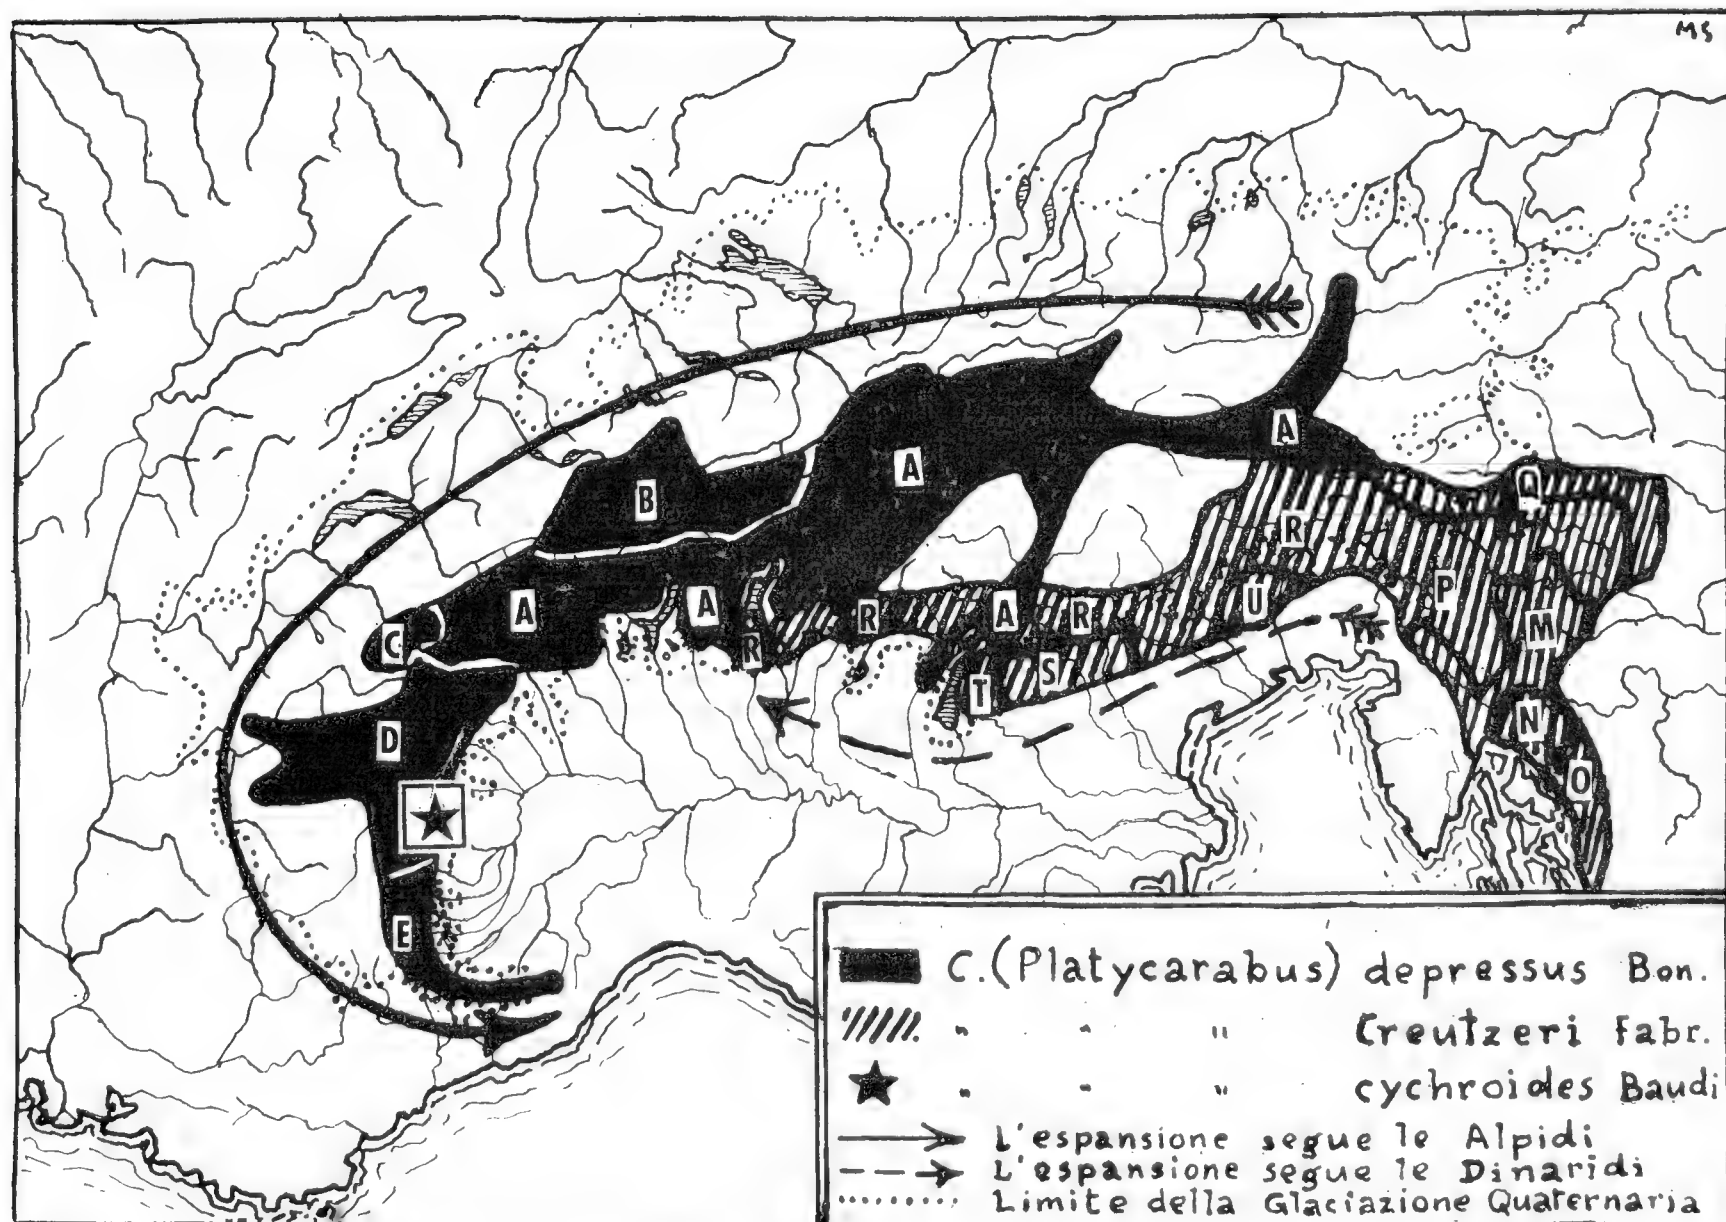 MS
A
B
A
Q
R
A
A
R
A
R
U
P
M
C
R
S
T
N
D
O
E
C. (Platycarabus) depressus Bon.
" " " Creutzeri Fabr.
" " " cychroides Baudi
L'espansione segue le Alpidi
L'espansione segue le Dinaridi
Limite della Glaciazione Quaternaria